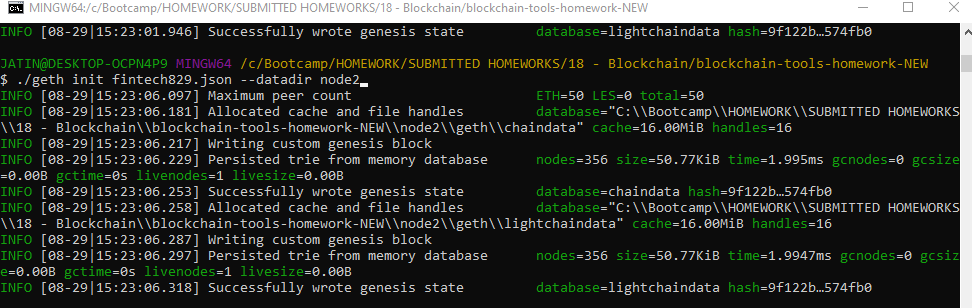 MINGW64:/c/Bootcamp/HOMEWORK/SUBMITTED HOMEWORKS/18 - Blockchain/blockchain-tools-homework-NEW
INFO [08-29|15:23:01.946] Successfully wrote genesis state         database=lightchaindata hash=9f122b…574fb0
JATIN@DESKTOP-OCPN4P9 MINGW64 /c/Bootcamp/HOMEWORK/SUBMITTED HOMEWORKS/18 - Blockchain/blockchain-tools-homework-NEW
$ ./geth init fintech829.json --datadir node2
INFO [08-29|15:23:06.097] Maximum peer count                       ETH=50 LES=0 total=50
INFO [08-29|15:23:06.181] Allocated cache and file handles         database="C:\\Bootcamp\\HOMEWORK\\SUBMITTED HOMEWORKS
\\18 - Blockchain\\blockchain-tools-homework-NEW\\node2\\geth\\chaindata" cache=16.00MiB handles=16
INFO [08-29|15:23:06.217] Writing custom genesis block
INFO [08-29|15:23:06.229] Persisted trie from memory database      nodes=356 size=50.77KiB time=1.995ms gcnodes=0 gcsize
=0.00B gctime=0s livenodes=1 livesize=0.00B
INFO [08-29|15:23:06.253] Successfully wrote genesis state         database=chaindata hash=9f122b…574fb0
INFO [08-29|15:23:06.258] Allocated cache and file handles         database="C:\\Bootcamp\\HOMEWORK\\SUBMITTED HOMEWORKS
\\18 - Blockchain\\blockchain-tools-homework-NEW\\node2\\geth\\lightchaindata" cache=16.00MiB handles=16
INFO [08-29|15:23:06.287] Writing custom genesis block
INFO [08-29|15:23:06.297] Persisted trie from memory database      nodes=356 size=50.77KiB time=1.9947ms gcnodes=0 gcsiz
e=0.00B gctime=0s livenodes=1 livesize=0.00B
INFO [08-29|15:23:06.318] Successfully wrote genesis state         database=lightchaindata hash=9f122b…574fb0